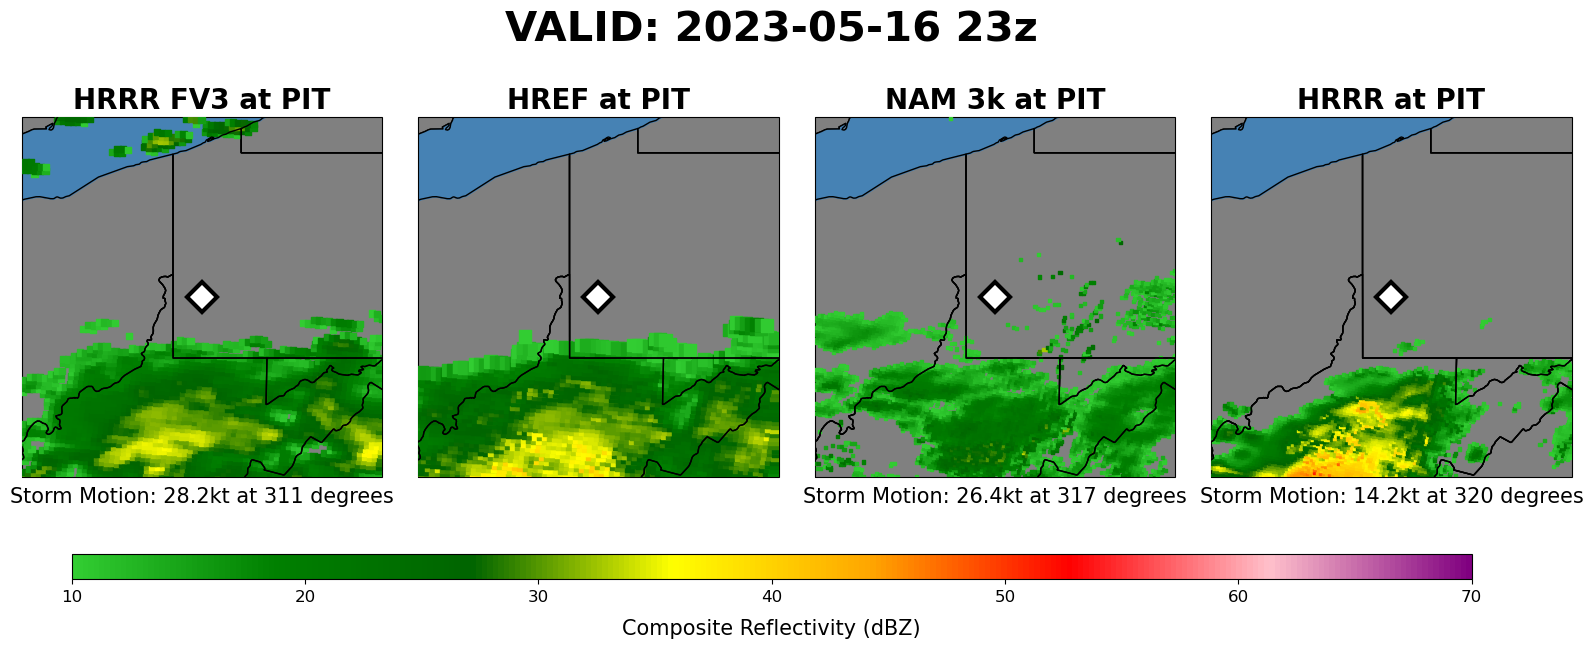 VALID: 2023-05-16 23z
HRRR FV3 at PIT
HREF at PIT
NAM 3k at PIT
HRRR at PIT
Storm Motion: 28.2kt at 311 degrees
Storm Motion: 26.4kt at 317 degrees
Storm Motion: 14.2kt at 320 degrees
10 20 30 40 50 60 70
Composite Reflectivity (dBZ)